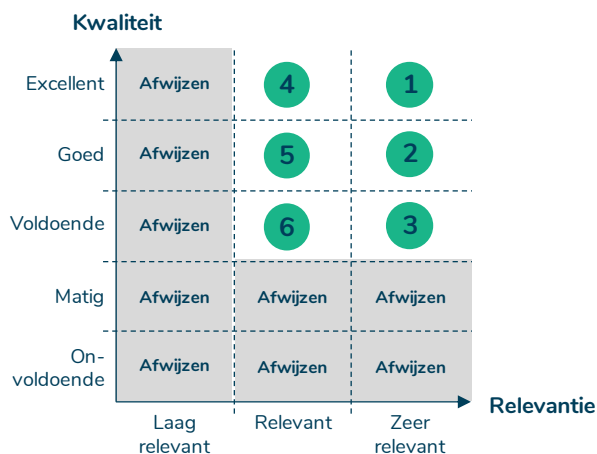 Kwaliteit
Excellent
Afwijzen
4
1
Goed
Afwijzen
5
2
Voldoende
Afwijzen
6
3
Matig
Afwijzen
Afwijzen
Afwijzen
On-
voldoende
Afwijzen
Afwijzen
Afwijzen
Relevantie
Laag
relevant
Relevant
Zeer
relevant